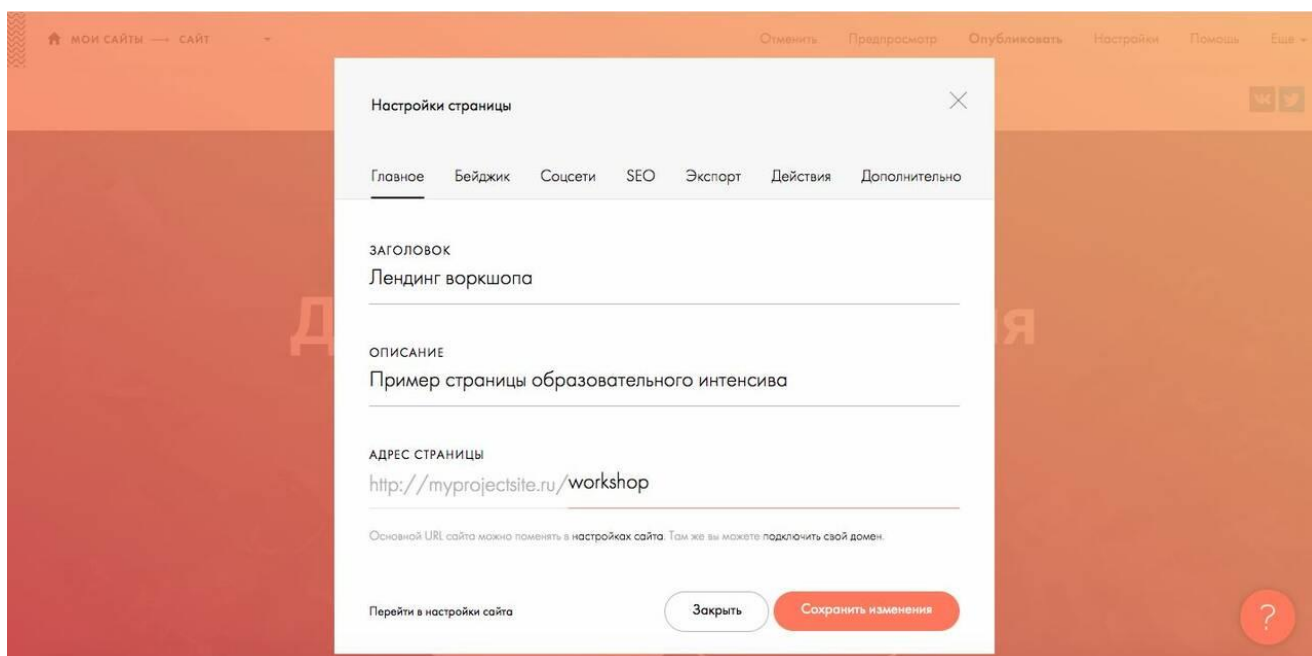 МОИ САЙТЫ → САЙТ
Отменить Предпросмотр Опубликовать Настройки Помощь Еще
Настройки страницы
Главное Бейджик Соцсети SEO Экспорт Действия Дополнительно
ЗАГОЛОВОК
Лендинг воркшопа
ОПИСАНИЕ
Пример страницы образовательного интенсива
АДРЕС СТРАНИЦЫ
http://myprojectsite.ru/workshop
Основной URL сайта можно поменять в настройках сайта. Там же вы можете подключить свой домен.
Перейти в настройки сайта Закрыть Сохранить изменения
?